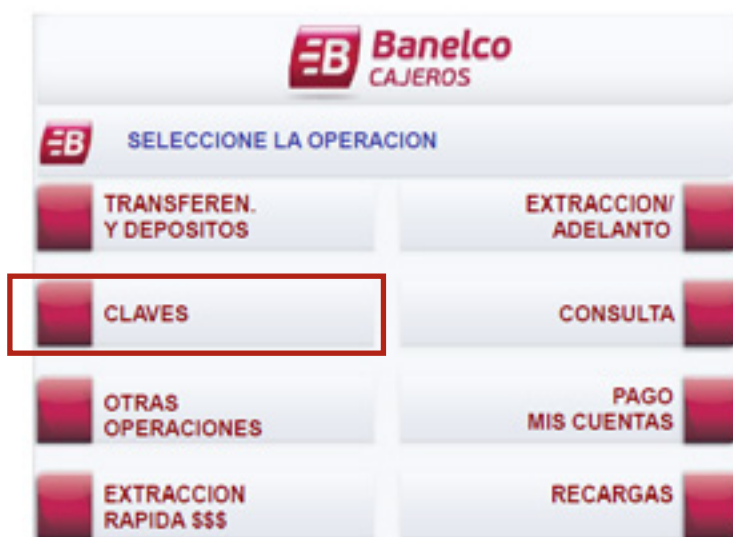 Banelco
CAJEROS
SELECCIONE LA OPERACION
TRANSFEREN.
Y DEPOSITOS
EXTRACCION/
ADELANTO
CLAVES
CONSULTA
OTRAS
OPERACIONES
PAGO
MIS CUENTAS
EXTRACCION
RAPIDA $$$
RECARGAS